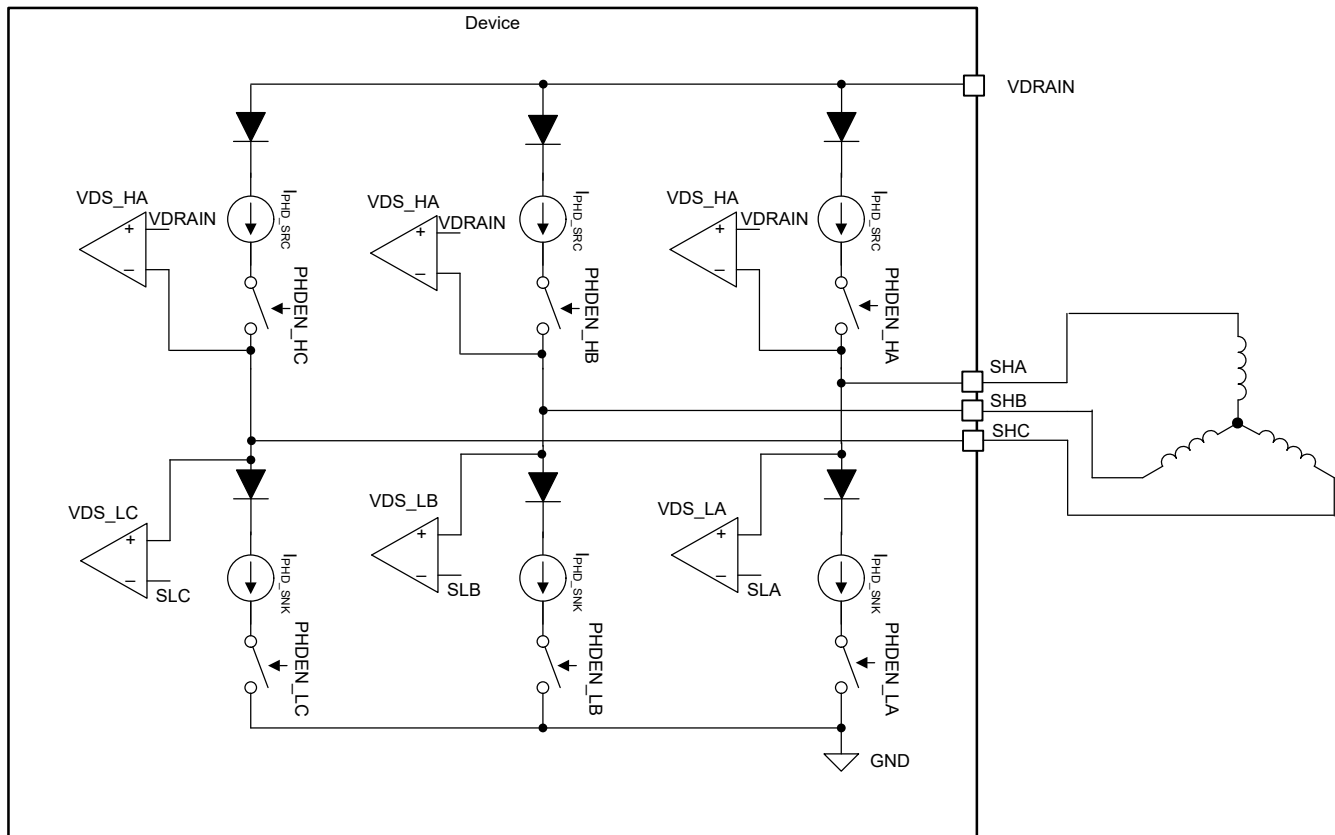 Device
VDRAIN
VDS_HA
VDRAIN
+
−
IPHD_SRC
PHDEN_HC
VDS_HA
VDRAIN
+
−
IPHD_SRC
PHDEN_HB
VDS_HA
VDRAIN
+
−
IPHD_SRC
PHDEN_HA
SHA
SHB
SHC
VDS_LC
+
−
SLC
IPHD_SNK
PHDEN_LC
VDS_LB
+
−
SLB
IPHD_SNK
PHDEN_LB
VDS_LA
+
−
SLA
IPHD_SNK
PHDEN_LA
GND